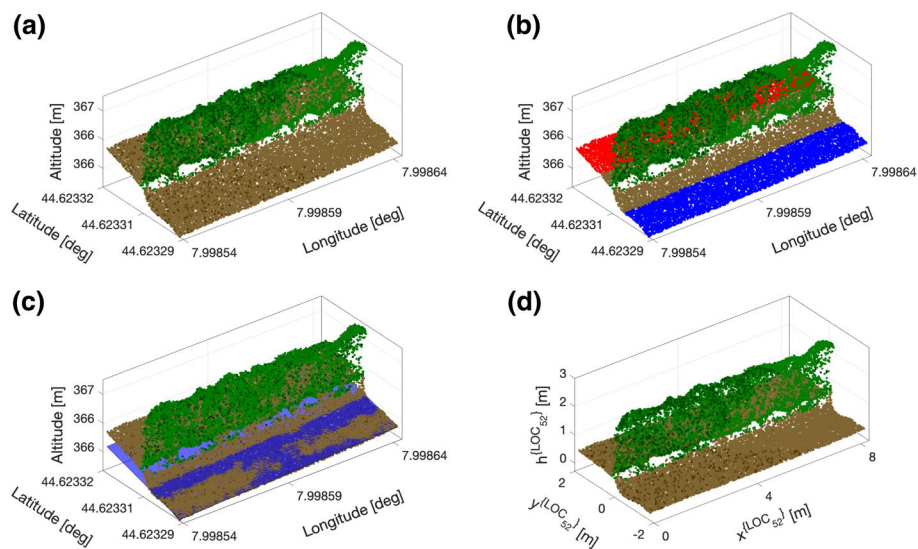 (a)
Altitude [m]
367
366
366
44.62332
44.62331
44.62329
Latitude [deg]
7.99854
7.99859
7.99864
Longitude [deg]
(b)
Altitude [m]
367
366
366
44.62332
44.62331
44.62329
Latitude [deg]
7.99854
7.99859
7.99864
Longitude [deg]
(c)
Altitude [m]
367
366
366
44.62332
44.62331
44.62329
Latitude [deg]
7.99854
7.99859
7.99864
Longitude [deg]
(d)
h^{LOC_52} [m]
3
2
1
0
2
0
-2
y^{LOC_52} [m]
0
4
8
x^{LOC_52} [m]